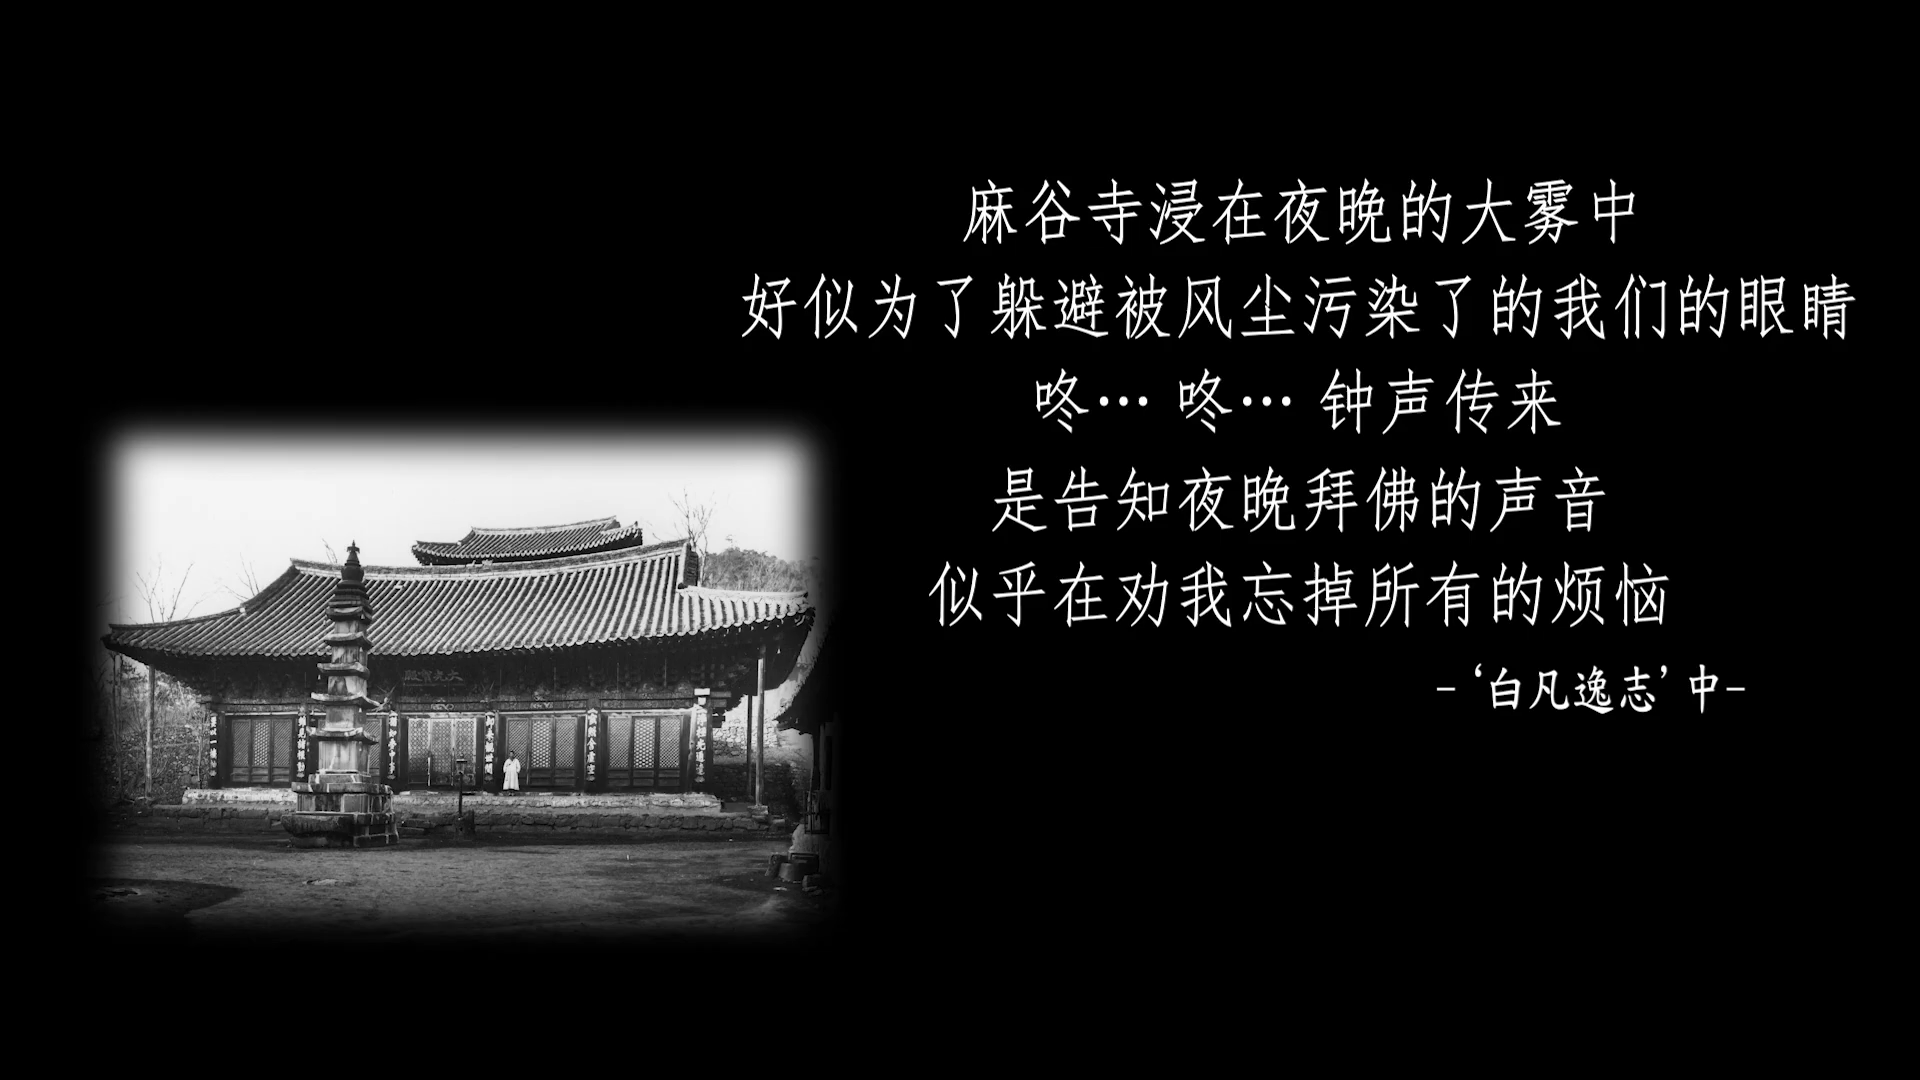 麻谷寺浸在夜晚的大雾中
好似为了躲避被风尘污染了的我们的眼睛
咚… 咚… 钟声传来
是告知夜晚拜佛的声音
似乎在劝我忘掉所有的烦恼
-‘白凡逸志’中-